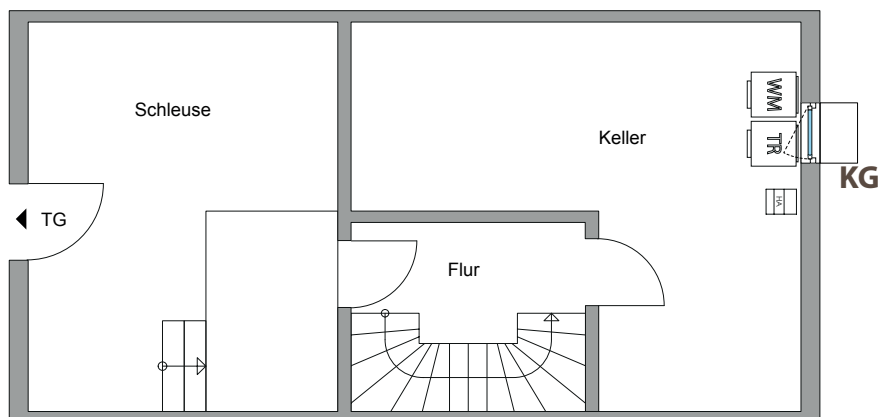 Schleuse
Keller
WM
TR
KG
HA
TG
Flur